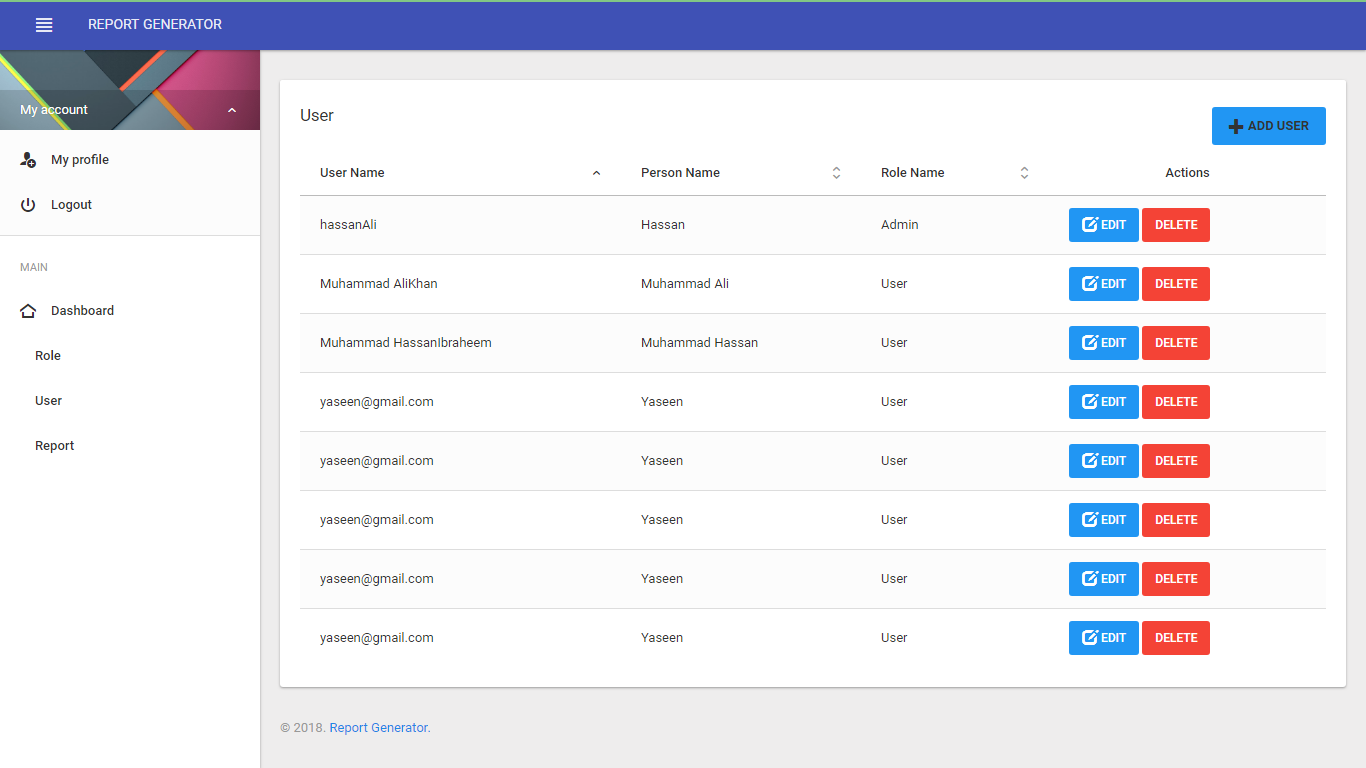 REPORT GENERATOR
My account
My profile
Logout
MAIN
Dashboard
Role
User
Report
User
ADD USER
User Name Person Name Role Name Actions
hassanAli Hassan Admin EDIT DELETE
Muhammad AliKhan Muhammad Ali User EDIT DELETE
Muhammad HassanIbraheem Muhammad Hassan User EDIT DELETE
yaseen@gmail.com Yaseen User EDIT DELETE
yaseen@gmail.com Yaseen User EDIT DELETE
yaseen@gmail.com Yaseen User EDIT DELETE
yaseen@gmail.com Yaseen User EDIT DELETE
yaseen@gmail.com Yaseen User EDIT DELETE
© 2018. Report Generator.